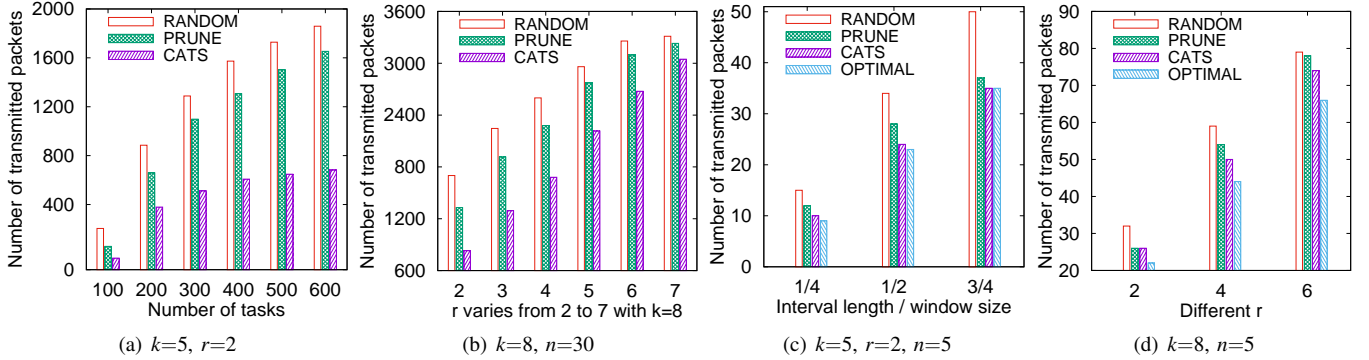 Number of transmitted packets
2000
1600
1200
800
400
0
RANDOM
PRUNE
CATS
100 200 300 400 500 600
Number of tasks
(a) k=5, r=2
Number of transmitted packets
3600
3000
2400
800
1200
600
RANDOM
PRUNE
CATS
2 3 4 5 6 7
r varies from 2 to 7 with k=8
(b) k=8, n=30
Number of transmitted packets
50
40
30
20
10
0
RANDOM
PRUNE
CATS
OPTIMAL
1/4 1/2 3/4
Interval length / window size
(c) k=5, r=2, n=5
Number of transmitted packets
90
80
70
60
50
40
30
20
RANDOM
PRUNE
CATS
OPTIMAL
2 4 6
Different r
(d) k=8, n=5